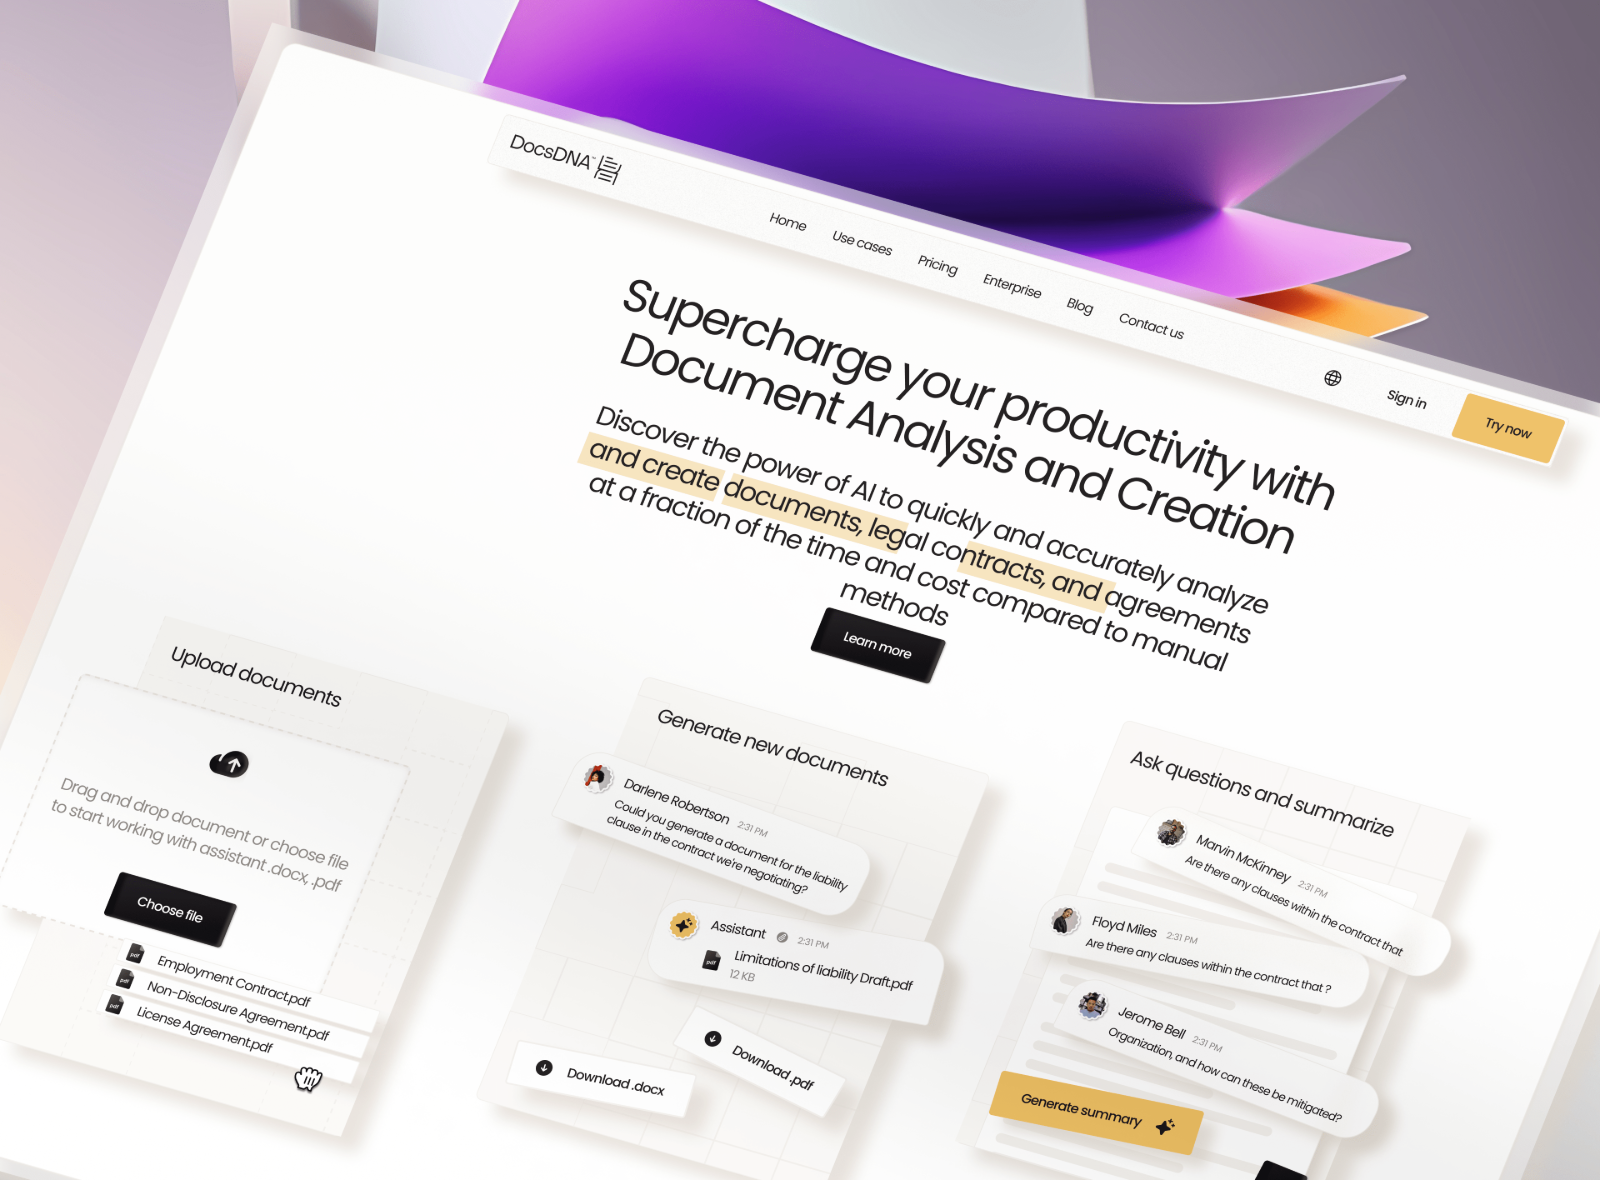 DocsDNA™
Home
Use cases
Pricing
Enterprise
Blog
Contact us
Sign in
Try now
Supercharge your productivity with
Document Analysis and Creation
Discover the power of AI to quickly and accurately analyze
and create documents, legal contracts, and agreements
at a fraction of the time and cost compared to manual
methods
Learn more
Upload documents
Drag and drop document or choose file
to start working with assistant .docx, .pdf
Choose file
pdf
Employment Contract.pdf
pdf
Non-Disclosure Agreement.pdf
pdf
License Agreement.pdf
Generate new documents
Darlene Robertson 2:31 PM
Could you generate a document for the liability
clause in the contract we're negotiating?
Assistant 2:31 PM
pdf
Limitations of liability Draft.pdf
12 KB
Download .docx
Download .pdf
Ask questions and summarize
Marvin McKinney 2:31 PM
Are there any clauses within the contract that
Floyd Miles 2:31 PM
Are there any clauses within the contract that ?
Jerome Bell 2:31 PM
Organization, and how can these be mitigated?
Generate summary